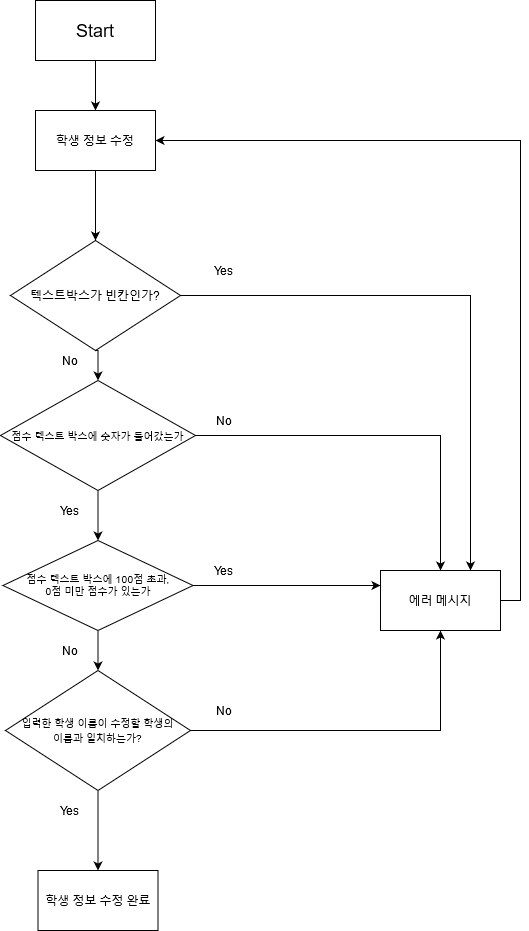 Start
학생 정보 수정
텍스트박스가 빈칸인가?
Yes
No
점수 텍스트 박스에 숫자가 들어갔는가
No
Yes
점수 텍스트 박스에 100점 초과,
0점 미만 점수가 있는가
Yes
에러 메시지
No
입력한 학생 이름이 수정할 학생의
이름과 일치하는가?
No
Yes
학생 정보 수정 완료